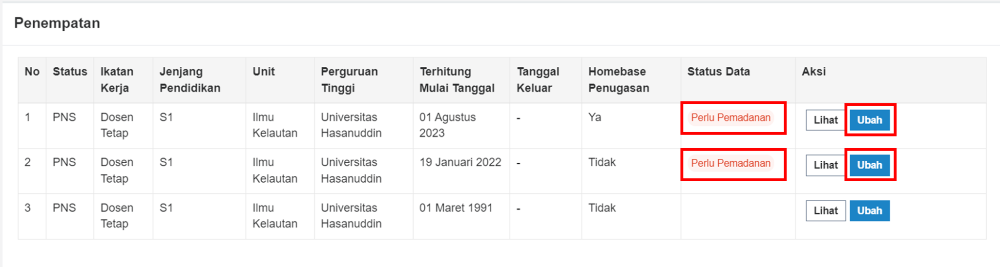 Penempatan
No Status Ikatan Kerja Jenjang Pendidikan Unit Perguruan Tinggi Terhitung Mulai Tanggal Tanggal Keluar Homebase Penugasan Status Data Aksi
1 PNS Dosen Tetap S1 Ilmu Kelautan Universitas Hasanuddin 01 Agustus 2023 - Ya Perlu Pemadanan Lihat Ubah
2 PNS Dosen Tetap S1 Ilmu Kelautan Universitas Hasanuddin 19 Januari 2022 - Tidak Perlu Pemadanan Lihat Ubah
3 PNS Dosen Tetap S1 Ilmu Kelautan Universitas Hasanuddin 01 Maret 1991 - Tidak Lihat Ubah